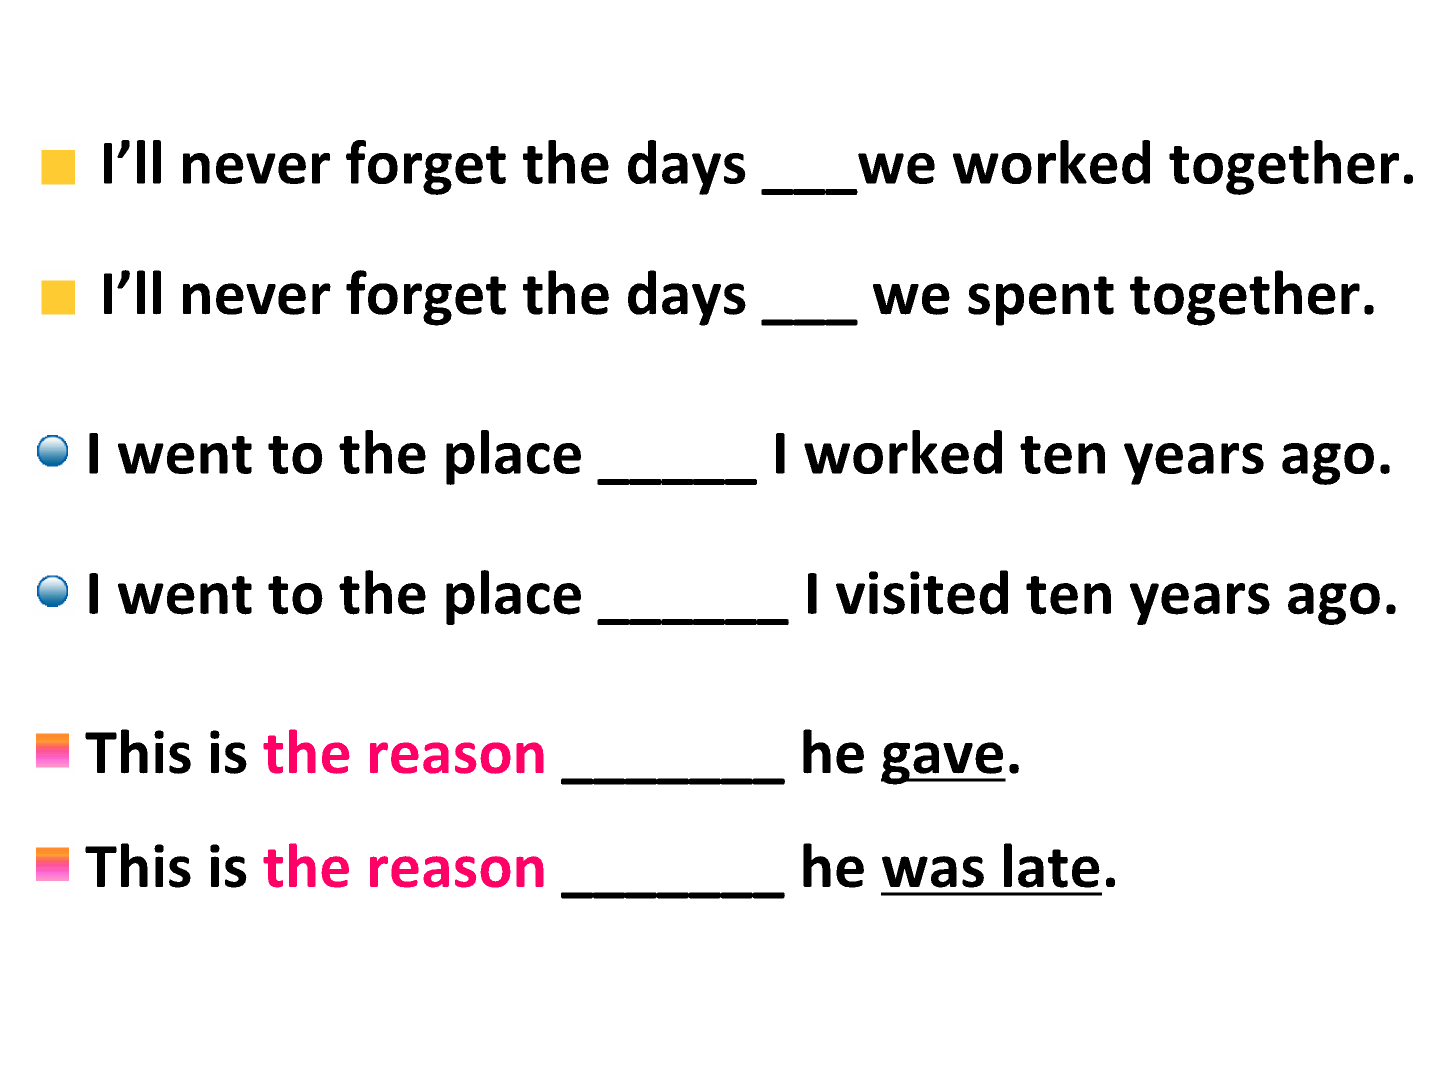 I’ll never forget the days ___we worked together.
I’ll never forget the days ___ we spent together.
I went to the place _____ I worked ten years ago.
I went to the place ______ I visited ten years ago.
This is the reason _______ he gave.
This is the reason _______ he was late.